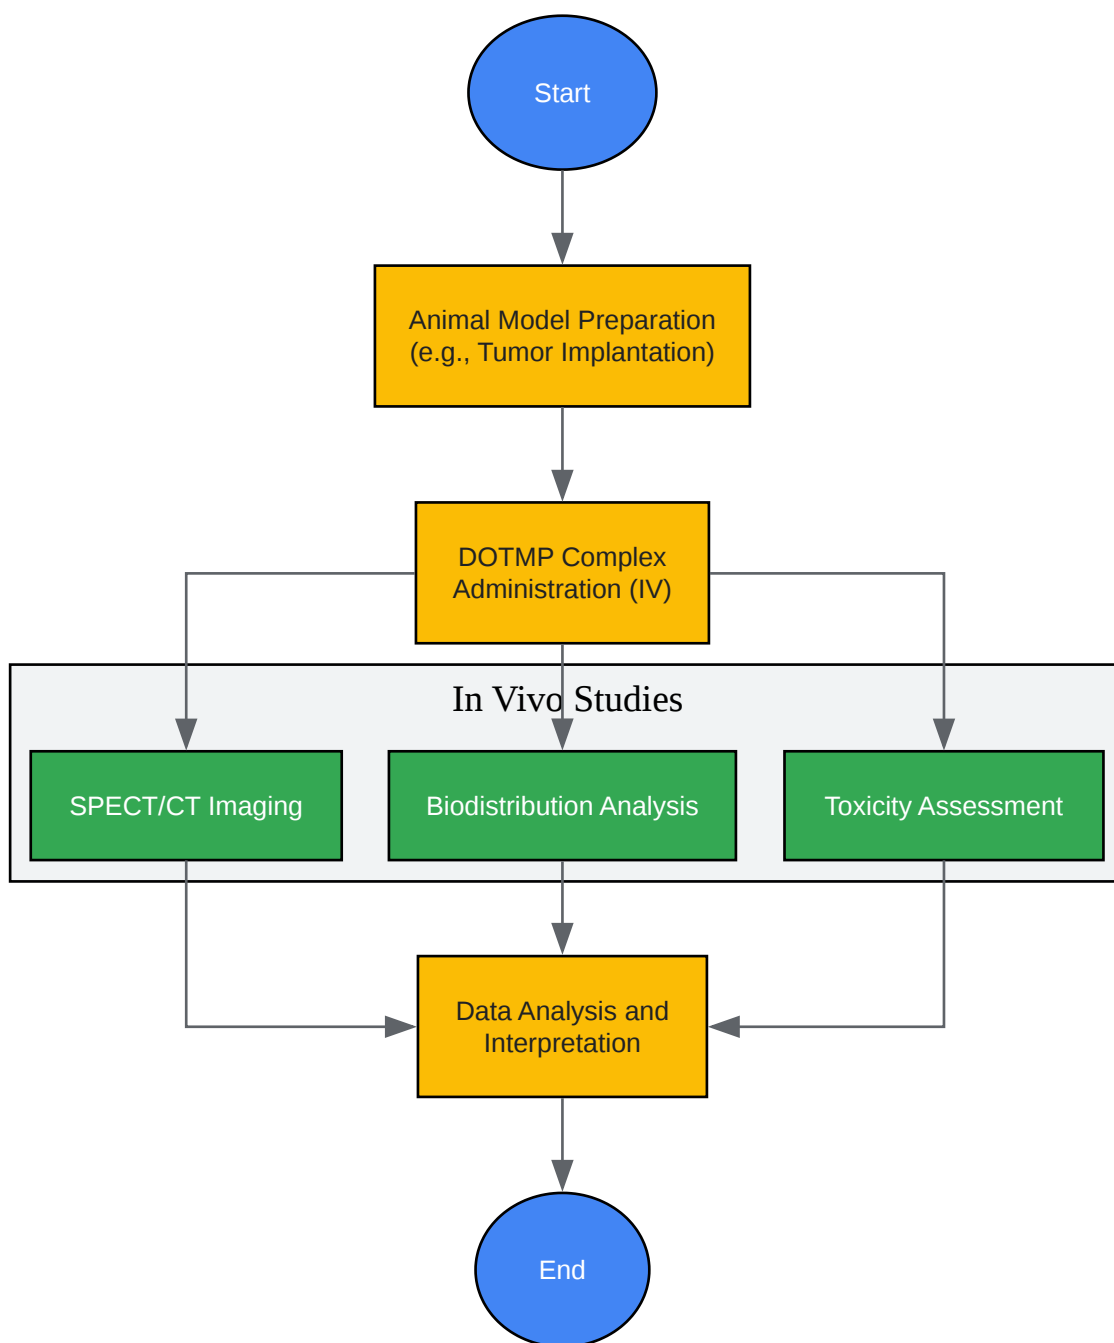 Start
Animal Model Preparation
(e.g., Tumor Implantation)
DOTMP Complex
Administration (IV)
In Vivo Studies
SPECT/CT Imaging
Biodistribution Analysis
Toxicity Assessment
Data Analysis and
Interpretation
End